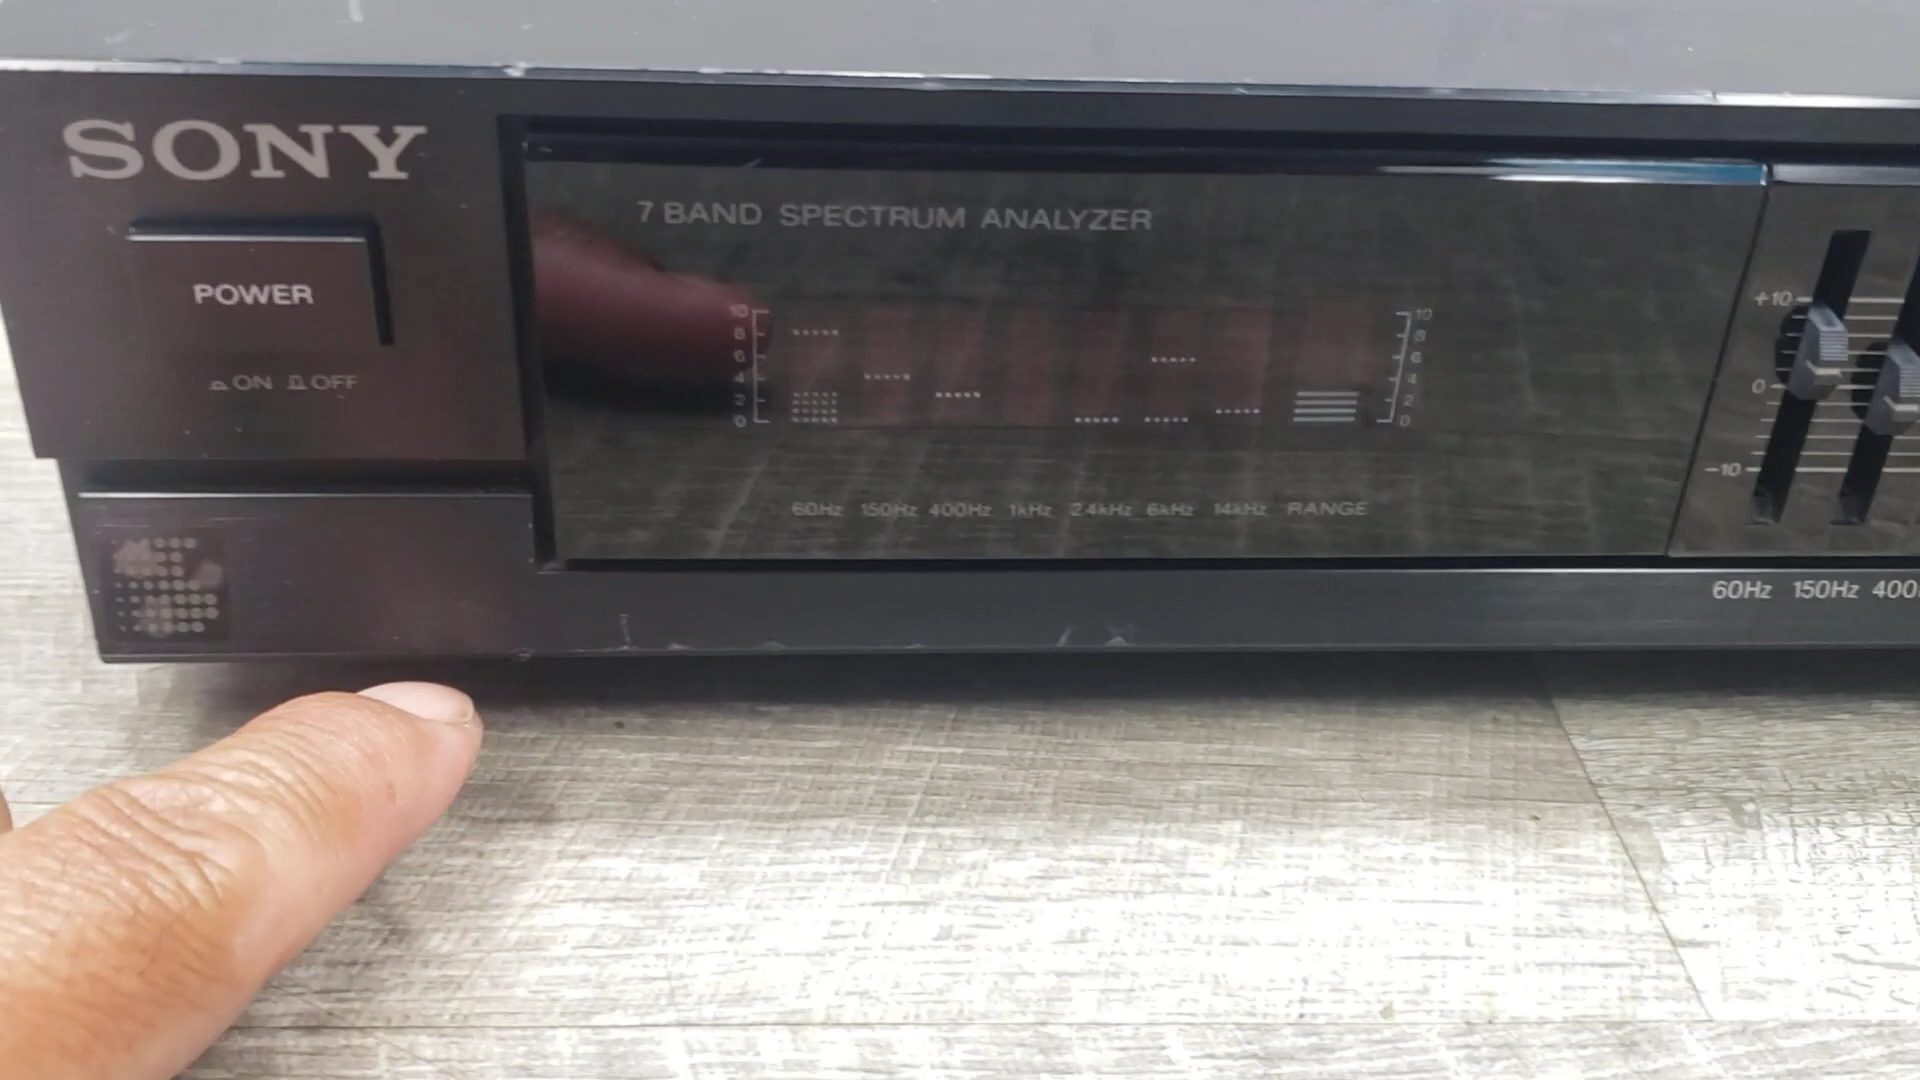 SONY
POWER
ON OFF
7 BAND SPECTRUM ANALYZER
10 10
8 8
6 6
4 4
2 2
0 0
60Hz 150Hz 400Hz 1kHz 2.4kHz 6kHz 14kHz RANGE
+10
0
-10
60Hz 150Hz 400